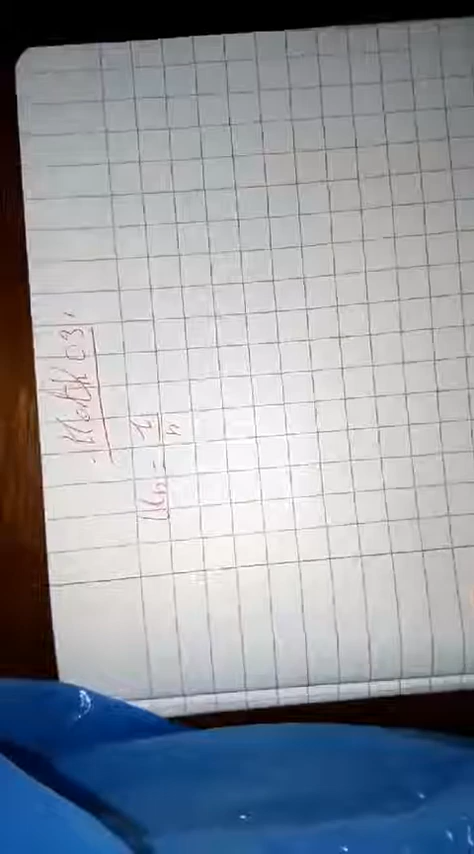 Math 03.
Un = 1/n